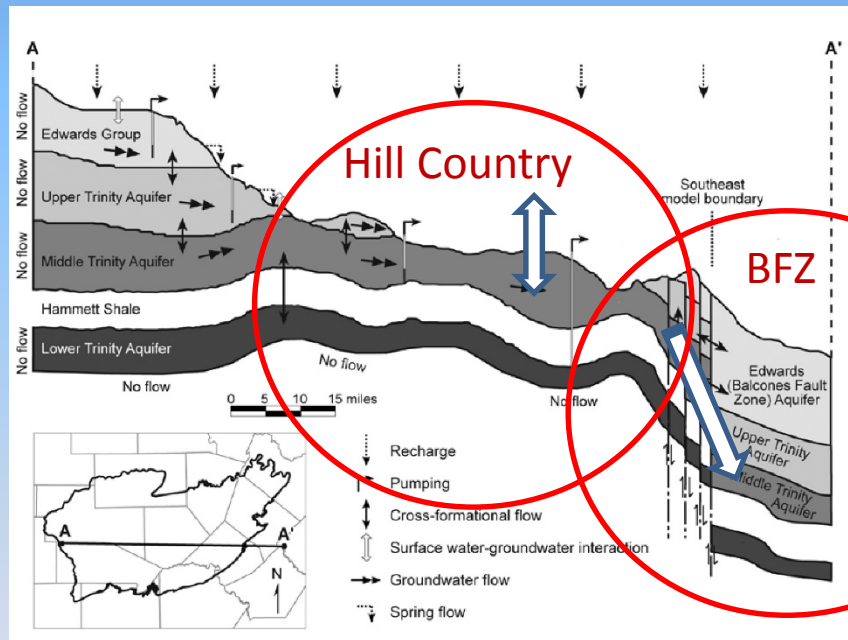 A
A'
No flow
Edwards Group
No flow
Upper Trinity Aquifer
No flow
Middle Trinity Aquifer
Hammett Shale
No flow
Lower Trinity Aquifer
No flow
No flow
No flow
Hill Country
Southeast
model boundary
BFZ
Edwards
(Balcones Fault
Zone) Aquifer
Upper Trinity
Aquifer
Middle Trinity
Aquifer
0 5 10 15 miles
Recharge
Pumping
Cross-formational flow
Surface water-groundwater interaction
Groundwater flow
Spring flow
A
A'
N